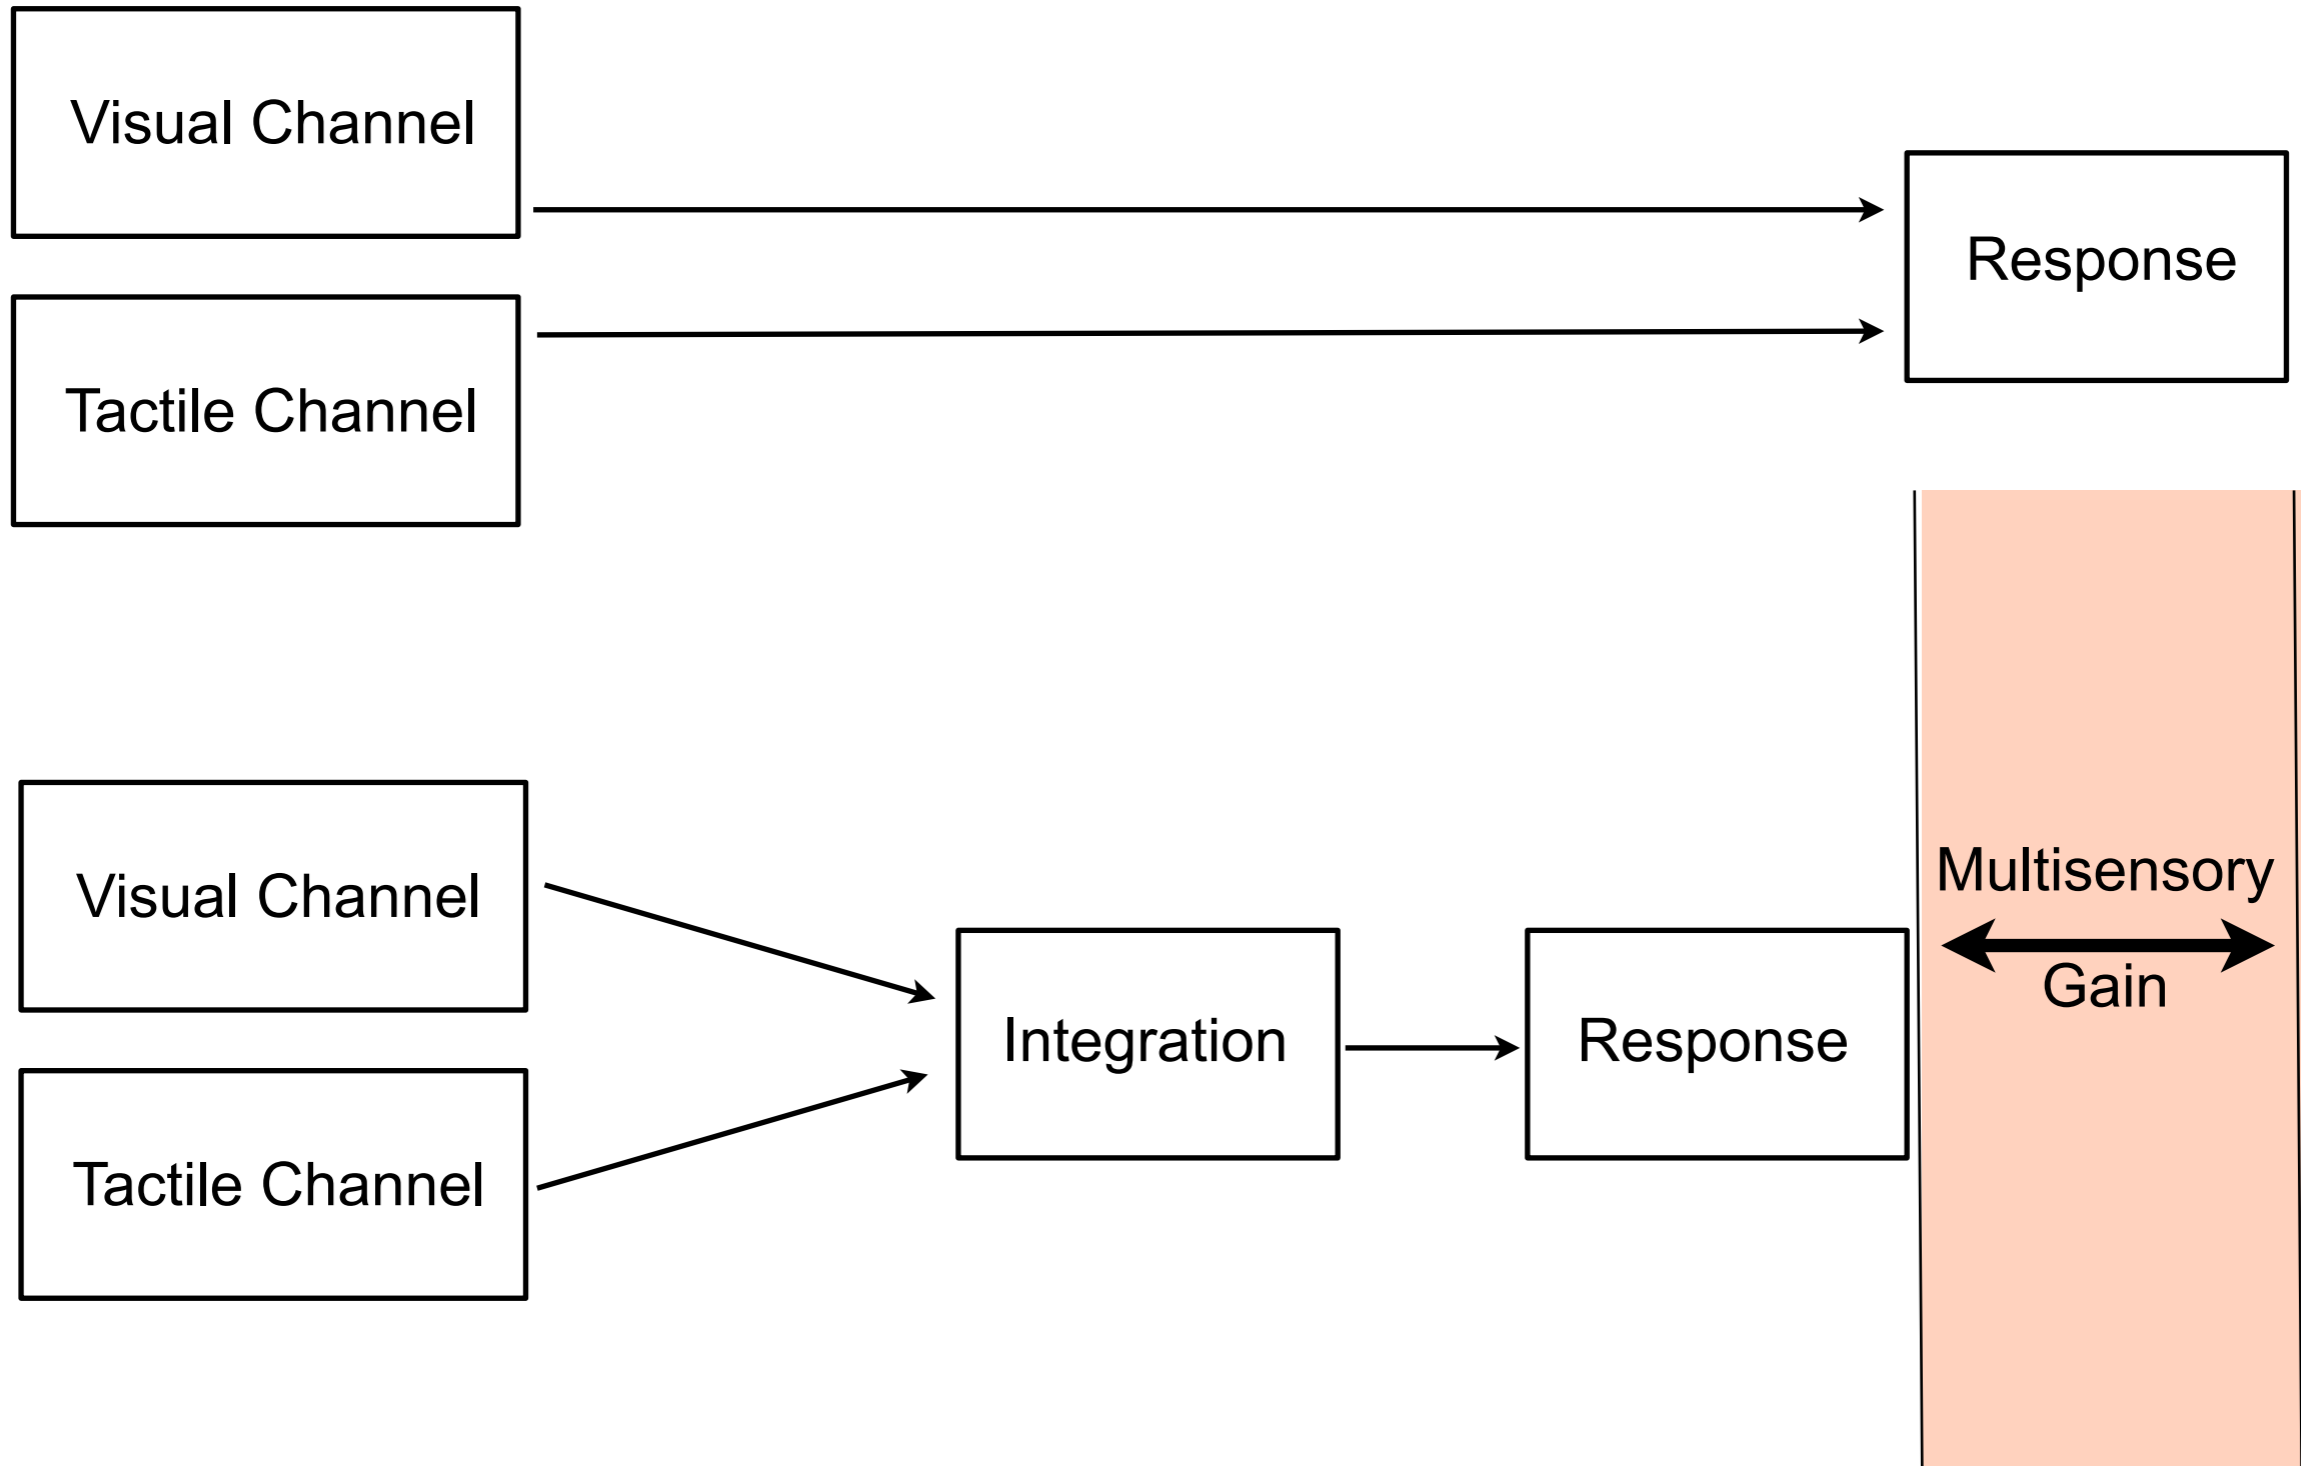 Visual Channel
Response
Tactile Channel
Visual Channel
Multisensory
Gain
Integration
Response
Tactile Channel